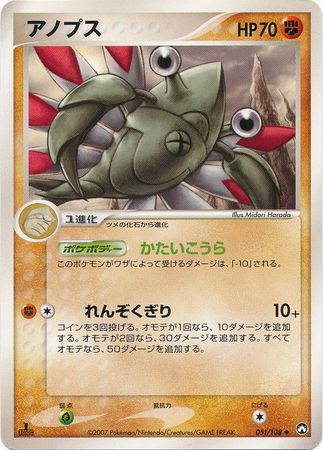 アノプス
HP70
Illus.Midori Harada
1進化
ツメの化石から進化
ポケボディー
かたいこうら
このポケモンがワザによって受けるダメージは、「-10」される。
れんぞくぎり 10+
コインを3回投げる。オモテが1回なら、10ダメージを追加
する。オモテが2回なら、30ダメージを追加する。すべて
オモテなら、50ダメージを追加する。
弱点 抵抗力 にげる
1 EDITION
©2007 Pokémon/Nintendo/Creatures/GAME FREAK.
051/108